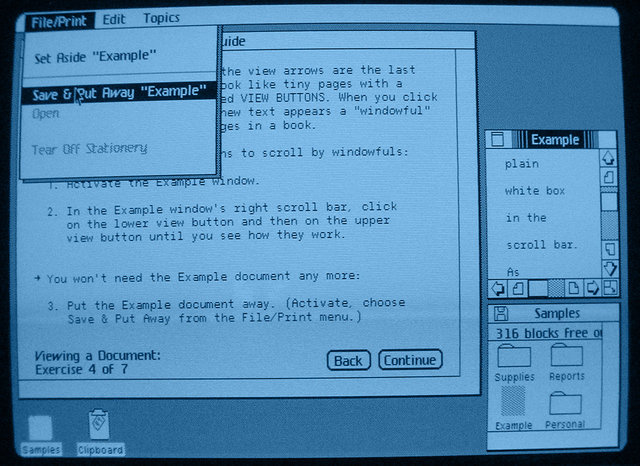 File/Print Edit Topics
Set Aside "Example"
Save & Put Away "Example"
Open
Tear Off Stationery
uide
the view arrows are the last
ook like tiny pages with a
ed VIEW BUTTONS. When you click
new text appears a "windowful"
ges in a book.
ns to scroll by windowfuls:
1. Activate the Example window.
2. In the Example window's right scroll bar, click
on the lower view button and then on the upper
view button until you see how they work.
→ You won't need the Example document any more:
3. Put the Example document away. (Activate, choose
Save & Put Away from the File/Print menu.)
Viewing a Document:
Exercise 4 of 7
Back Continue
Example
plain
white box
in the
scroll bar.
As
Samples
316 blocks free o
Supplies Reports
Example Personal
Samples Clipboard